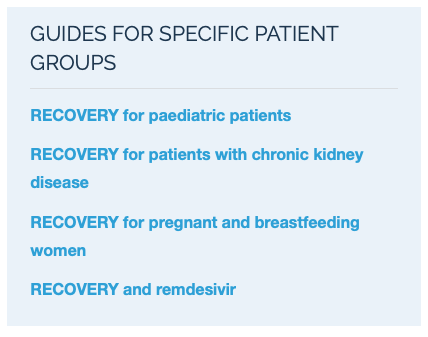 GUIDES FOR SPECIFIC PATIENT
GROUPS
RECOVERY for paediatric patients
RECOVERY for patients with chronic kidney
disease
RECOVERY for pregnant and breastfeeding
women
RECOVERY and remdesivir